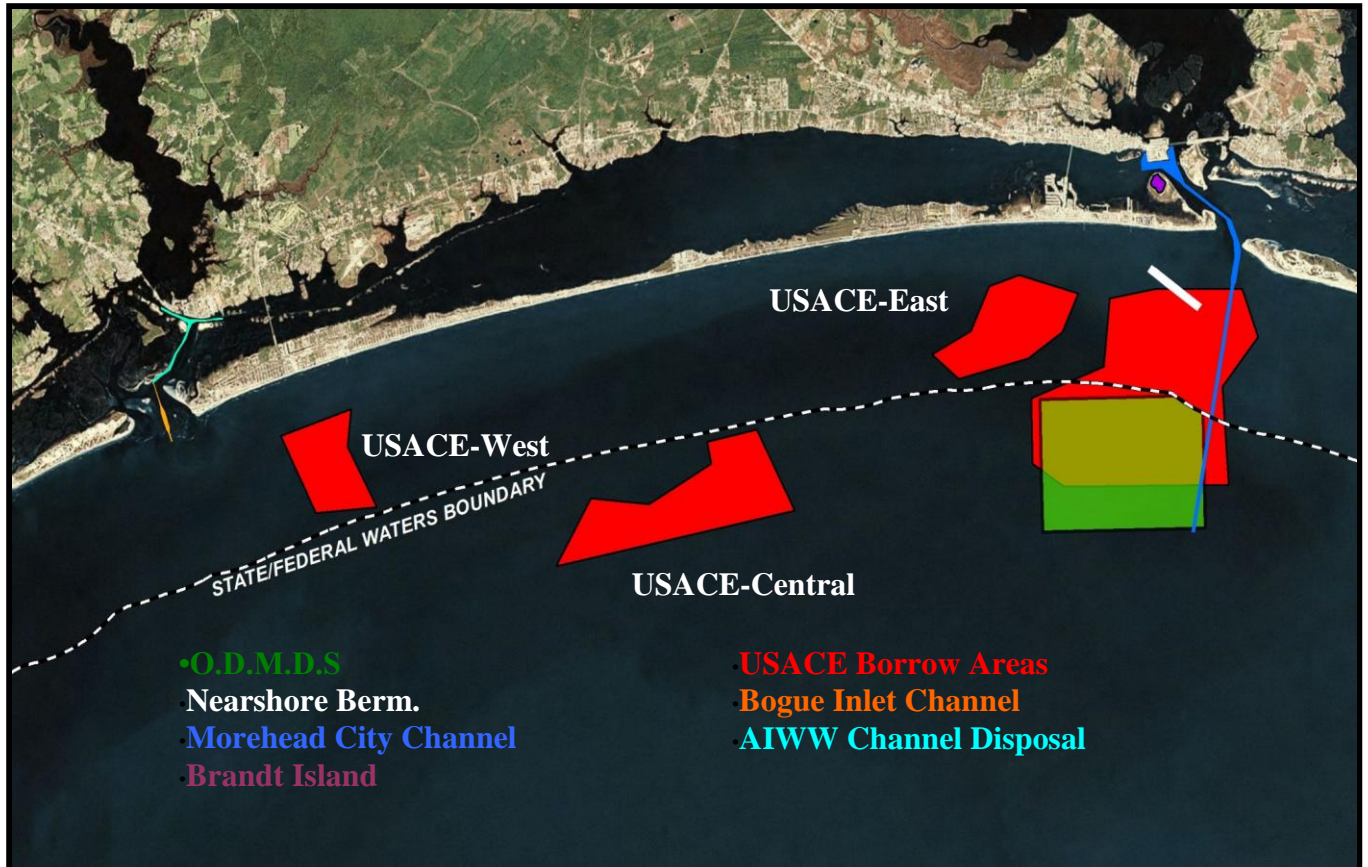 USACE-East
USACE-West
STATE/FEDERAL WATERS BOUNDARY
USACE-Central
•O.D.M.D.S
·Nearshore Berm.
·Morehead City Channel
·Brandt Island
·USACE Borrow Areas
·Bogue Inlet Channel
·AIWW Channel Disposal